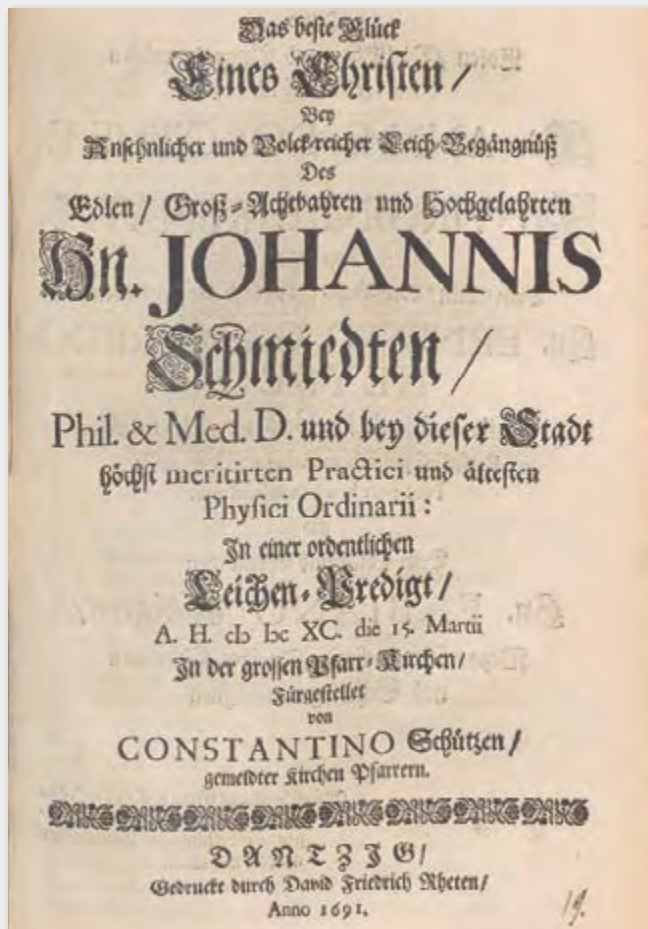 Das beste Glück
Eines Christen /
Bey
Ansehnlicher und Volck-reicher Leich-Begängnüß
Des
Edlen / Groß-Achtbahren und Hochgelahrten
Hn. JOHANNIS
Schmiedten /
Phil. & Med. D. und bey dieser Stadt
höchst meritirten Practici und ältesten
Physici Ordinarii:
In einer ordentlichen
Leichen-Predigt /
A. H. cIɔ Iɔc XC. die 15. Martii
In der grossen Pfarr-Kirchen /
Fürgestellet
von
CONSTANTINO Schützen /
gemeldter Kirchen Pfarrern.
DANTZIG /
Gedruckt durch David Friedrich Rheten /
Anno 1691.
19.